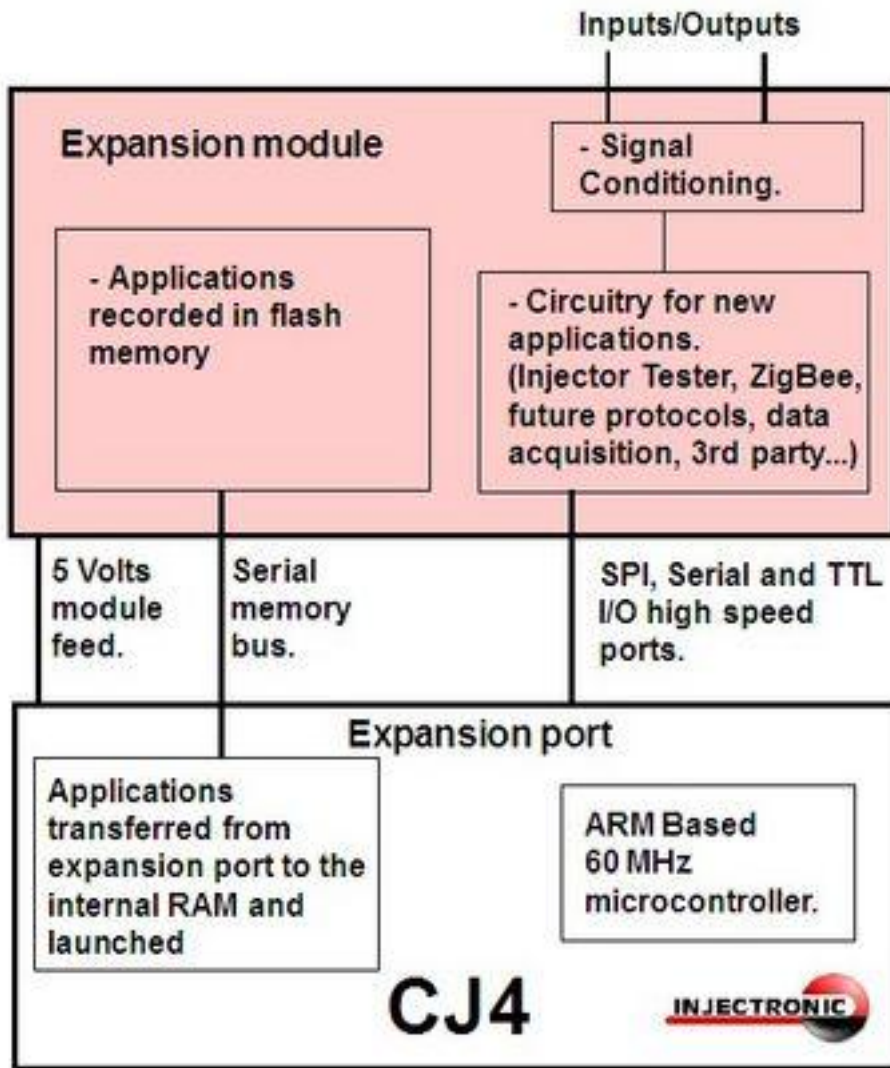 Inputs/Outputs
Expansion module
- Signal
Conditioning.
- Applications
recorded in flash
memory
- Circuitry for new
applications.
(Injector Tester, ZigBee,
future protocols, data
acquisition, 3rd party...)
5 Volts
module
feed.
Serial
memory
bus.
SPI, Serial and TTL
I/O high speed
ports.
Expansion port
Applications
transferred from
expansion port to the
internal RAM and
launched
ARM Based
60 MHz
microcontroller.
CJ4
INJECTRONIC